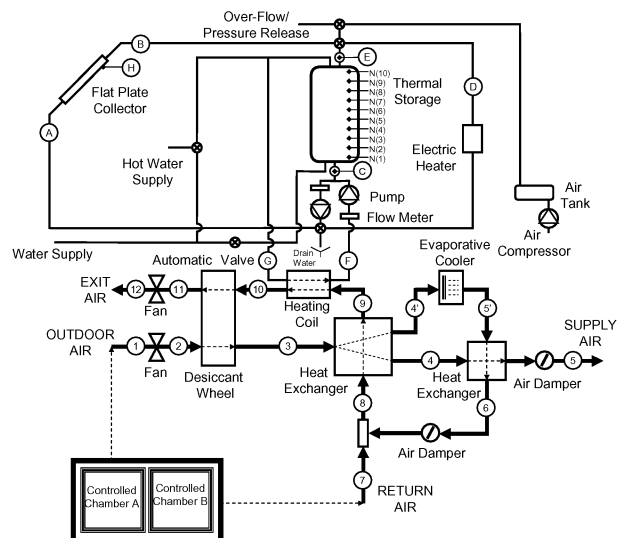 Over-Flow/
Pressure Release
B
E
H
Flat Plate
Collector
N(10)
N(9)
N(8)
N(7)
N(6)
N(5)
N(4)
N(3)
N(2)
N(1)
Thermal
Storage
D
A
Electric
Heater
Hot Water
Supply
C
Pump
Flow Meter
Air
Tank
Air
Compressor
Water Supply
Drain
Water
Automatic Valve
G
F
Evaporative
Cooler
EXIT
AIR
12
11
10
Fan
Heating
Coil
9
4'
5'
OUTDOOR
AIR
1
2
3
4
5
SUPPLY
AIR
Fan
Desiccant
Wheel
Heat
Exchanger
Heat
Exchanger
Air Damper
8
6
Air Damper
7
RETURN
AIR
Controlled
Chamber A
Controlled
Chamber B